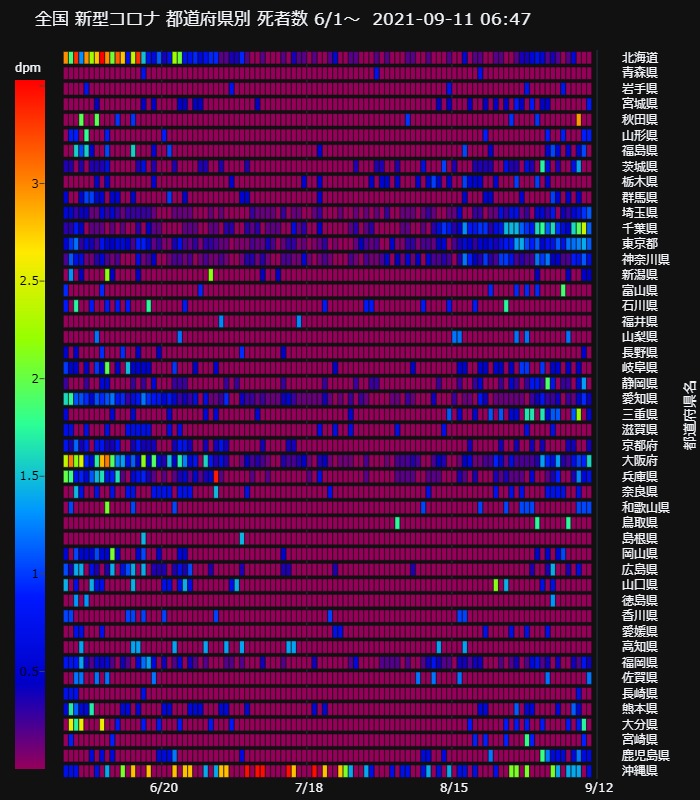 全国 新型コロナ 都道府県別 死者数 6/1～ 2021-09-11 06:47
dpm
3
2.5
2
1.5
1
0.5
北海道
青森県
岩手県
宮城県
秋田県
山形県
福島県
茨城県
栃木県
群馬県
埼玉県
千葉県
東京都
神奈川県
新潟県
富山県
石川県
福井県
山梨県
長野県
岐阜県
静岡県
愛知県
三重県
滋賀県
京都府
大阪府
兵庫県
奈良県
和歌山県
鳥取県
島根県
岡山県
広島県
山口県
徳島県
香川県
愛媛県
高知県
福岡県
佐賀県
長崎県
熊本県
大分県
宮崎県
鹿児島県
沖縄県
都道府県名
6/20 7/18 8/15 9/12